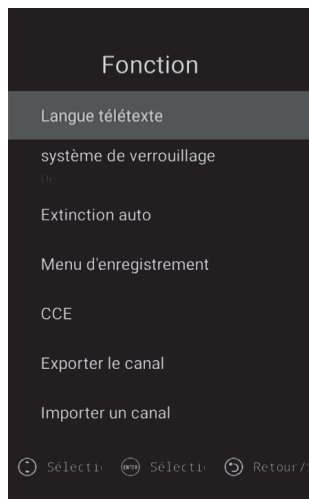 Fonction
Langue télétexte
système de verrouillage
Extinction auto
Menu d'enregistrement
CCE
Exporter le canal
Importer un canal
Sélecti ENTER Sélecti Retour/